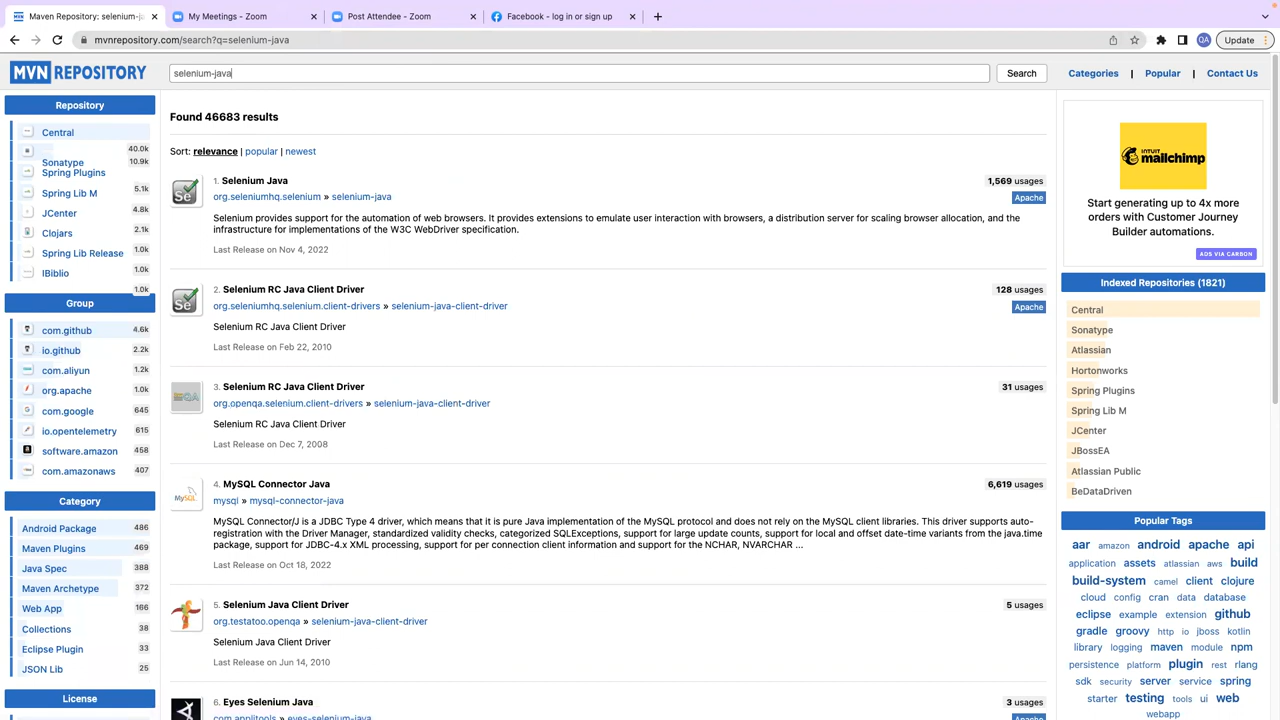 Maven Repository: selenium-ja
My Meetings - Zoom
Post Attendee - Zoom
Facebook - log in or sign up
mvnrepository.com/search?q=selenium-java
QA
Update
MVN REPOSITORY
selenium-java
Search
Categories | Popular | Contact Us
Repository
Central
40.0k
Sonatype
10.9k
Spring Plugins
5.1k
Spring Lib M
4.8k
JCenter
2.1k
Clojars
1.0k
Spring Lib Release
1.0k
IBiblio
1.0k
Group
com.github 4.6k
io.github 2.2k
com.aliyun 1.2k
org.apache 1.0k
com.google 645
io.opentelemetry 615
software.amazon 458
com.amazonaws 407
Category
Android Package 486
Maven Plugins 469
Java Spec 388
Maven Archetype 372
Web App 166
Collections 38
Eclipse Plugin 33
JSON Lib 25
License
Found 46683 results
Sort: relevance | popular | newest
1. Selenium Java
1,569 usages
org.seleniumhq.selenium » selenium-java
Apache
Selenium provides support for the automation of web browsers. It provides extensions to emulate user interaction with browsers, a distribution server for scaling browser allocation, and the
infrastructure for implementations of the W3C WebDriver specification.
Last Release on Nov 4, 2022
2. Selenium RC Java Client Driver
128 usages
org.seleniumhq.selenium.client-drivers » selenium-java-client-driver
Apache
Selenium RC Java Client Driver
Last Release on Feb 22, 2010
3. Selenium RC Java Client Driver
31 usages
org.openqa.selenium.client-drivers » selenium-java-client-driver
Selenium RC Java Client Driver
Last Release on Dec 7, 2008
4. MySQL Connector Java
6,619 usages
mysql » mysql-connector-java
MySQL Connector/J is a JDBC Type 4 driver, which means that it is pure Java implementation of the MySQL protocol and does not rely on the MySQL client libraries. This driver supports auto-
registration with the Driver Manager, standardized validity checks, categorized SQLExceptions, support for large update counts, support for local and offset date-time variants from the java.time
package, support for JDBC-4.x XML processing, support for per connection client information and support for the NCHAR, NVARCHAR ...
Last Release on Oct 18, 2022
5. Selenium Java Client Driver
5 usages
org.testatoo.openqa » selenium-java-client-driver
Selenium Java Client Driver
Last Release on Jun 14, 2010
6. Eyes Selenium Java
3 usages
com.applitools » eyes-selenium-java
Apache
INTUIT
mailchimp
Start generating up to 4x more
orders with Customer Journey
Builder automations.
ADS VIA CARBON
Indexed Repositories (1821)
Central
Sonatype
Atlassian
Hortonworks
Spring Plugins
Spring Lib M
JCenter
JBossEA
Atlassian Public
BeDataDriven
Popular Tags
aar amazon android apache api
application assets atlassian aws build
build-system camel client clojure
cloud config cran data database
eclipse example extension github
gradle groovy http io jboss kotlin
library logging maven module npm
persistence platform plugin rest rlang
sdk security server service spring
starter testing tools ui web
webapp